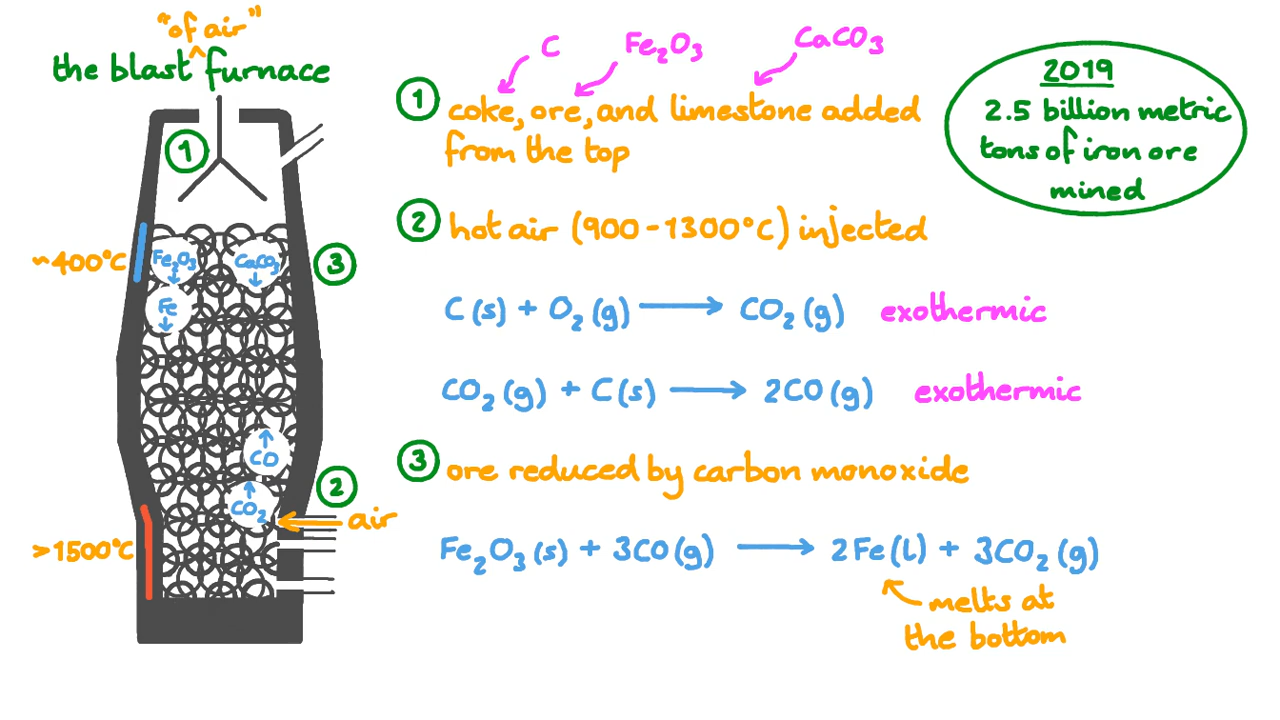 "of air"
the blast ^ furnace
1
~400°C
Fe₂O₃
CaCO₃
Fe
3
CO
CO₂
2
air
>1500°C
C
Fe₂O₃
CaCO₃
1 coke, ore, and limestone added
from the top
2 hot air (900-1300°C) injected
C(s) + O₂(g) ⟶ CO₂(g) exothermic
CO₂(g) + C(s) ⟶ 2CO(g) exothermic
3 ore reduced by carbon monoxide
Fe₂O₃(s) + 3CO(g) ⟶ 2Fe(l) + 3CO₂(g)
melts at
the bottom
2019
2.5 billion metric
tons of iron ore
mined